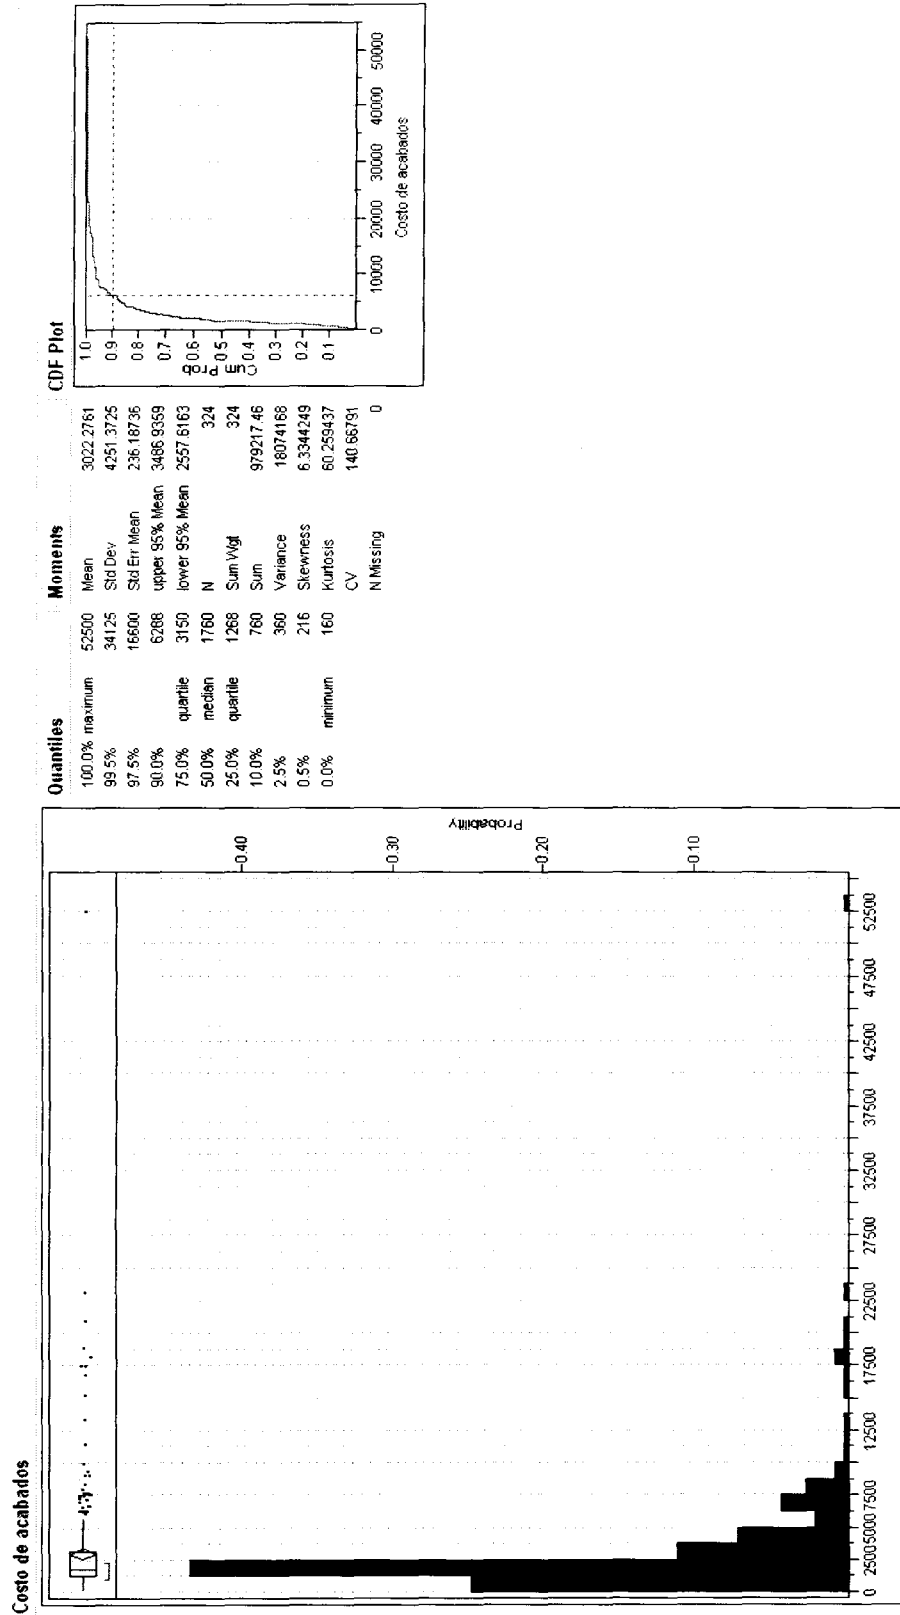 Costo de acabados
0 2500 5000 7500 12500 17500 22500 27500 32500 37500 42500 47500 52500
-0.10
-0.20
-0.30
-0.40
Probability
Quantiles
100.0% maximum 52500
99.5% 34125
97.5% 16600
90.0% 6288
75.0% quartile 3150
50.0% median 1760
25.0% quartile 1268
10.0% 760
2.5% 360
0.5% 216
0.0% minimum 160
Moments
Mean 3022.2761
Std Dev 4251.3725
Std Err Mean 236.18736
upper 95% Mean 3486.9359
lower 95% Mean 2557.6163
N 324
Sum Wgt 324
Sum 979217.46
Variance 18074168
Skewness 6.3344249
Kurtosis 60.259437
CV 140.66791
N Missing 0
CDF Plot
1.0
0.9
0.8
0.7
0.6
0.5
0.4
0.3
0.2
0.1
Cum Prob
0 10000 20000 30000 40000 50000
Costo de acabados